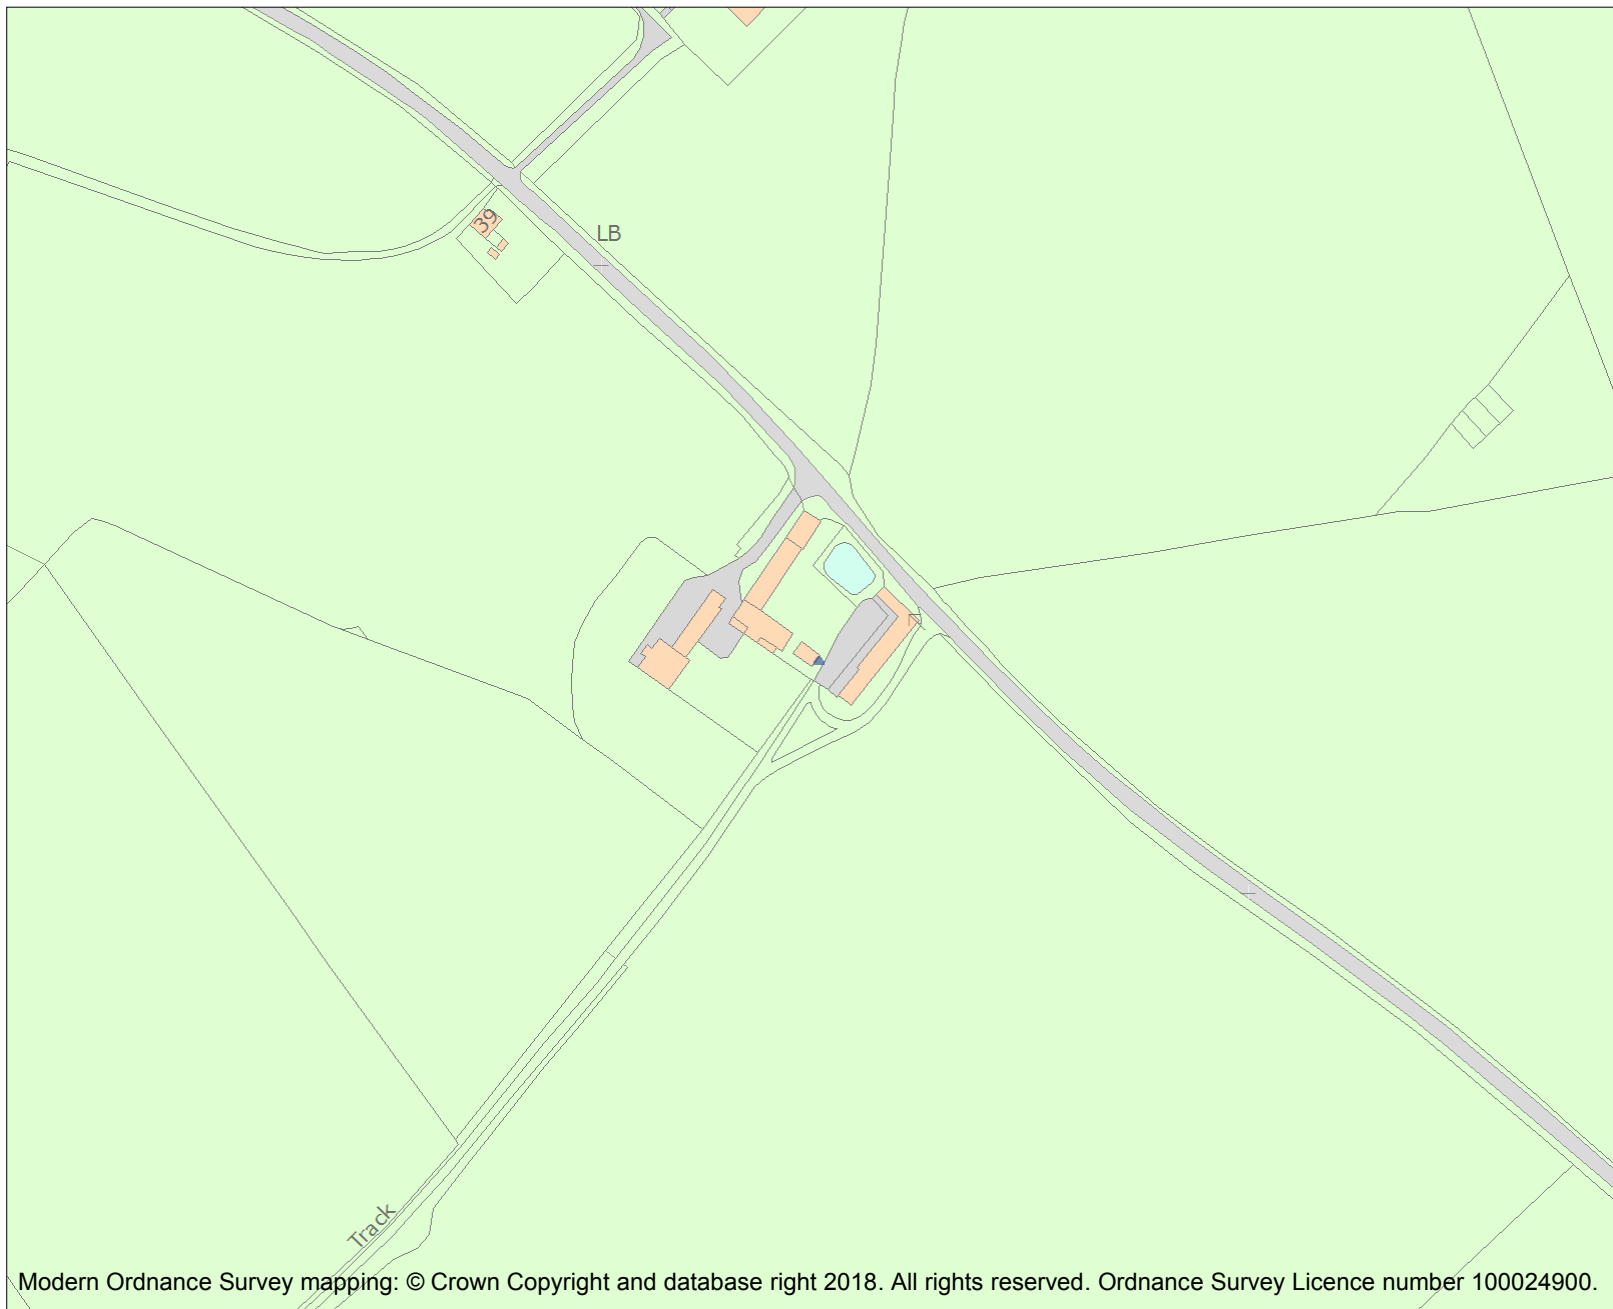 39
LB
Track
Modern Ordnance Survey mapping: © Crown Copyright and database right 2018. All rights reserved. Ordnance Survey Licence number 100024900.